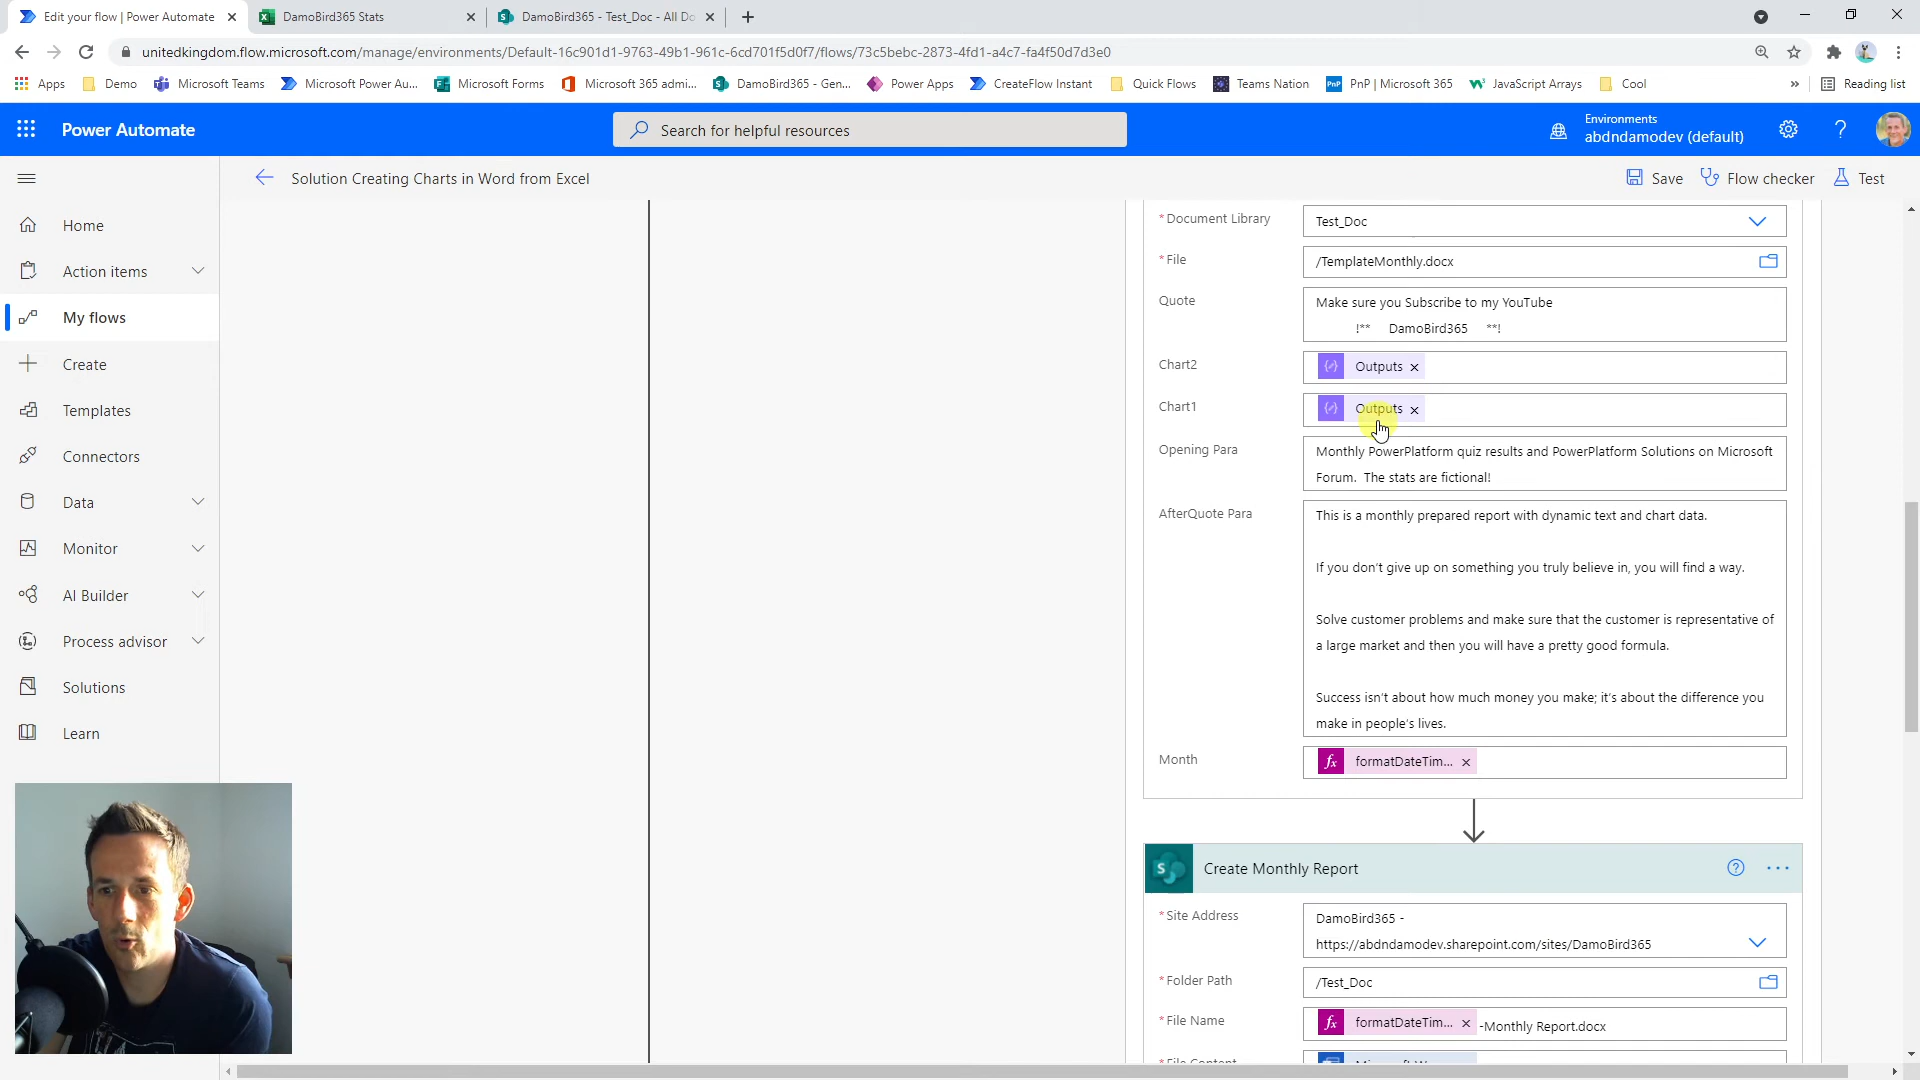 Edit your flow | Power Automate
DamoBird365 Stats
DamoBird365 - Test_Doc - All Do
unitedkingdom.flow.microsoft.com/manage/environments/Default-16c901d1-9763-49b1-961c-6cd701f5d0f7/flows/73c5bebc-2873-4fd1-a4c7-fa4f50d7d3e0
Apps
Demo
Microsoft Teams
Microsoft Power Au...
Microsoft Forms
Microsoft 365 admi...
DamoBird365 - Gen...
Power Apps
CreateFlow Instant
Quick Flows
Teams Nation
PnP | Microsoft 365
JavaScript Arrays
Cool
Reading list
Power Automate
Search for helpful resources
Environments
abdndamodev (default)
Solution Creating Charts in Word from Excel
Save
Flow checker
Test
Home
Action items
My flows
Create
Templates
Connectors
Data
Monitor
AI Builder
Process advisor
Solutions
Learn
* Document Library
Test_Doc
* File
/TemplateMonthly.docx
Quote
Make sure you Subscribe to my YouTube
!** DamoBird365 **!
Chart2
Outputs
Chart1
Outputs
Opening Para
Monthly PowerPlatform quiz results and PowerPlatform Solutions on Microsoft
Forum. The stats are fictional!
AfterQuote Para
This is a monthly prepared report with dynamic text and chart data.
If you don't give up on something you truly believe in, you will find a way.
Solve customer problems and make sure that the customer is representative of
a large market and then you will have a pretty good formula.
Success isn't about how much money you make; it's about the difference you
make in people's lives.
Month
fx formatDateTim...
Create Monthly Report
* Site Address
DamoBird365 -
https://abdndamodev.sharepoint.com/sites/DamoBird365
* Folder Path
/Test_Doc
* File Name
fx formatDateTim... -Monthly Report.docx
* File Content